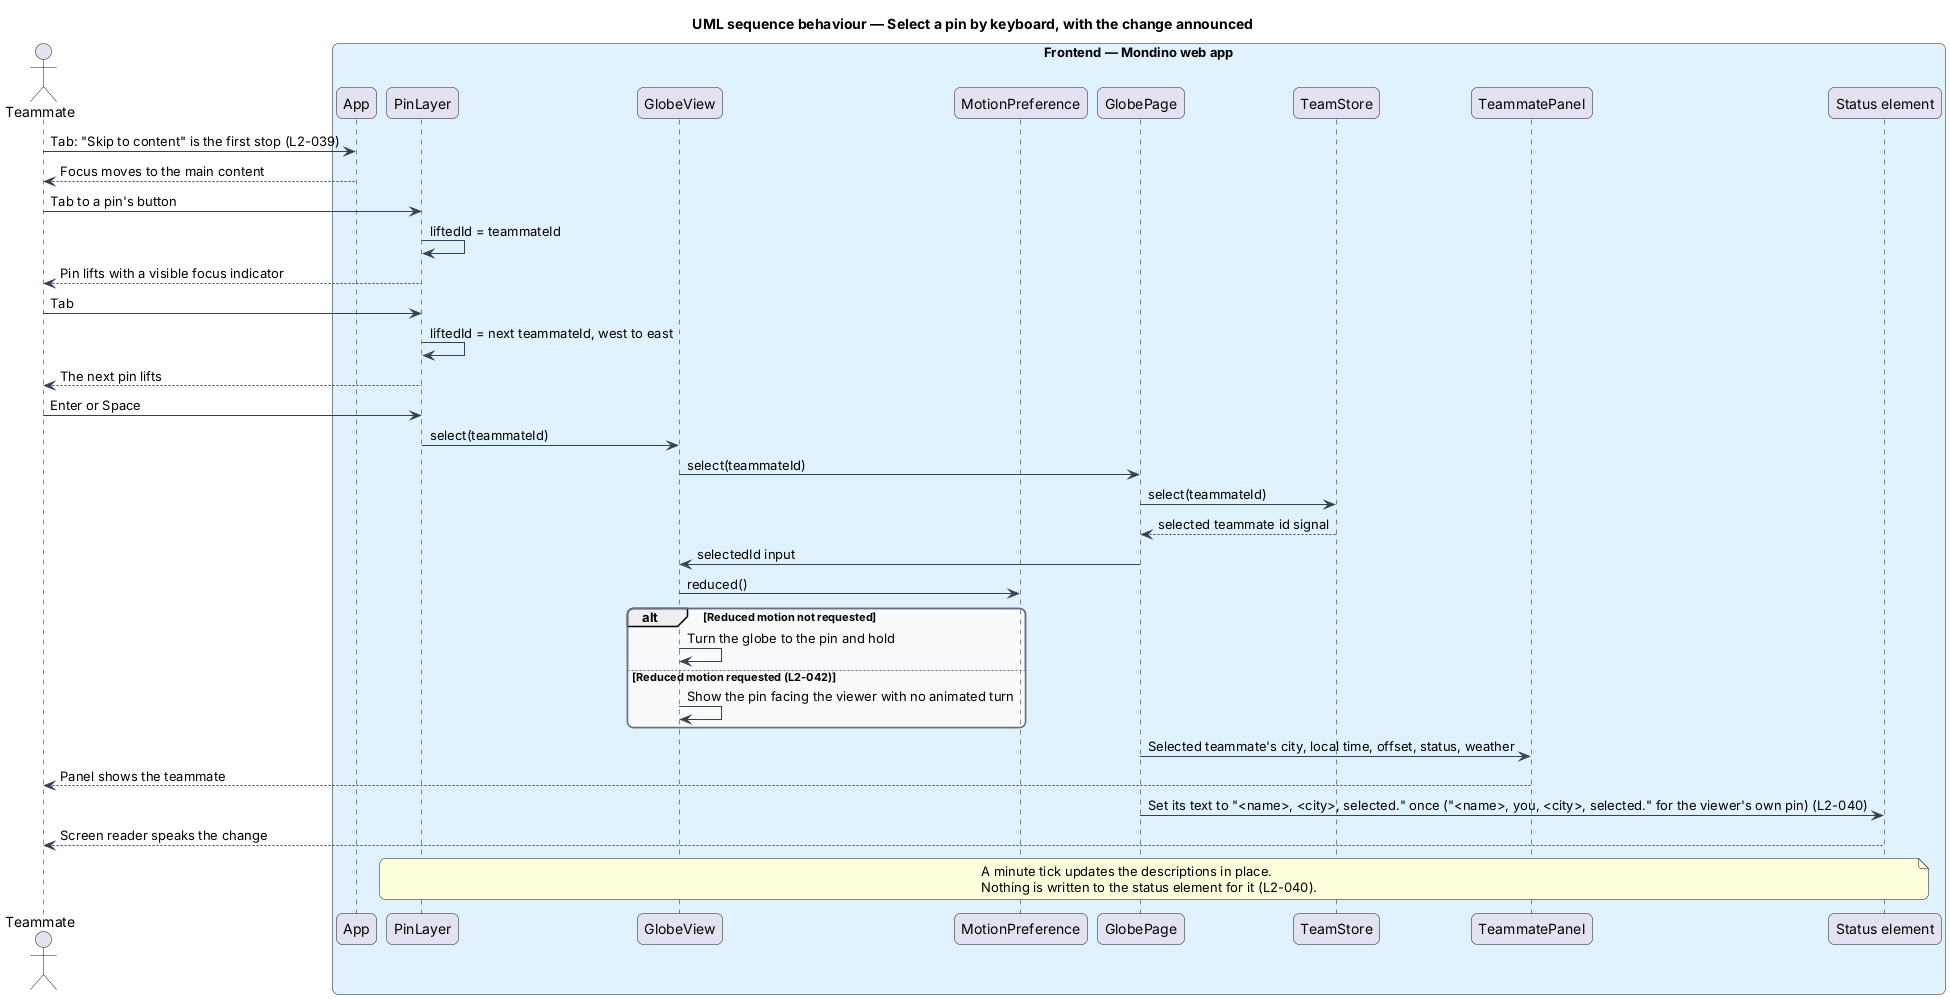 UML sequence behaviour — Select a pin by keyboard, with the change announced
Frontend — Mondino web app
Teammate
App
PinLayer
GlobeView
MotionPreference
GlobePage
TeamStore
TeammatePanel
Status element
Tab: "Skip to content" is the first stop (L2-039)
Focus moves to the main content
Tab to a pin's button
liftedId = teammateId
Pin lifts with a visible focus indicator
Tab
liftedId = next teammateId, west to east
The next pin lifts
Enter or Space
select(teammateId)
select(teammateId)
select(teammateId)
selected teammate id signal
selectedId input
reduced()
alt
[Reduced motion not requested]
Turn the globe to the pin and hold
[Reduced motion requested (L2-042)]
Show the pin facing the viewer with no animated turn
Selected teammate's city, local time, offset, status, weather
Panel shows the teammate
Set its text to "<name>, <city>, selected." once ("<name>, you, <city>, selected." for the viewer's own pin) (L2-040)
Screen reader speaks the change
A minute tick updates the descriptions in place.
Nothing is written to the status element for it (L2-040).
Teammate
App
PinLayer
GlobeView
MotionPreference
GlobePage
TeamStore
TeammatePanel
Status element